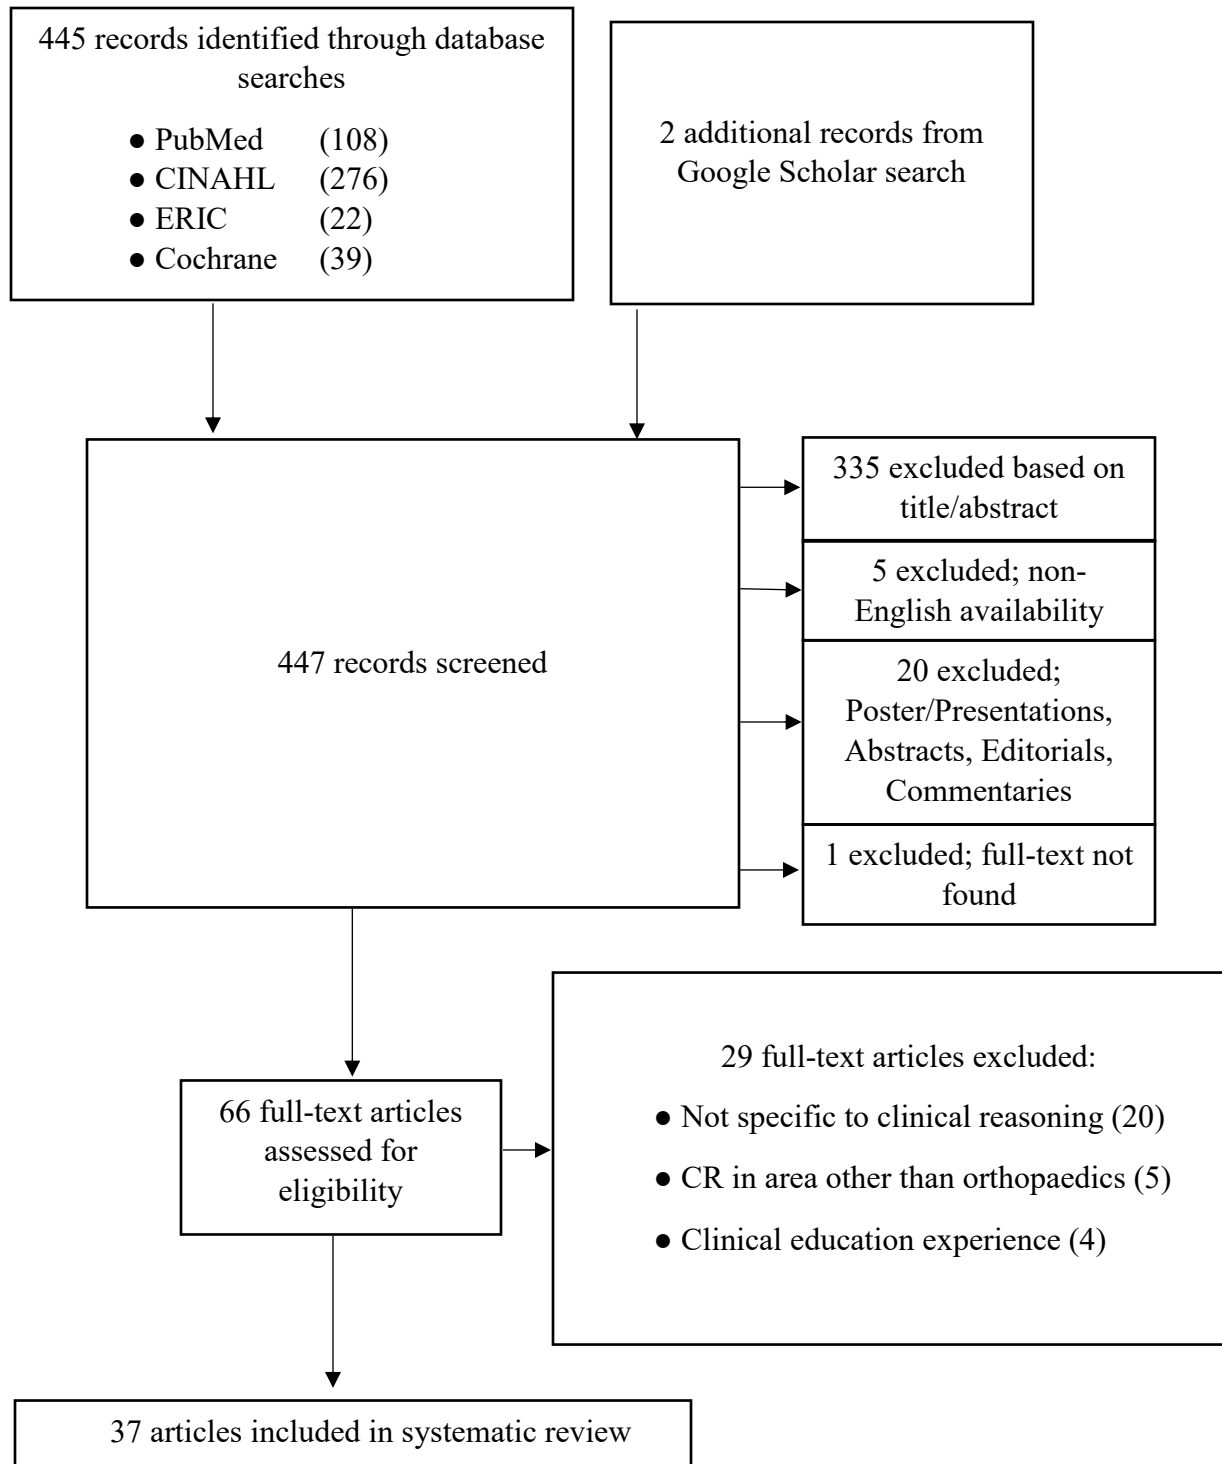 445 records identified through database
searches
● PubMed (108)
● CINAHL (276)
● ERIC (22)
● Cochrane (39)
2 additional records from
Google Scholar search
447 records screened
335 excluded based on
title/abstract
5 excluded; non-
English availability
20 excluded;
Poster/Presentations,
Abstracts, Editorials,
Commentaries
1 excluded; full-text not
found
66 full-text articles
assessed for
eligibility
29 full-text articles excluded:
● Not specific to clinical reasoning (20)
● CR in area other than orthopaedics (5)
● Clinical education experience (4)
37 articles included in systematic review